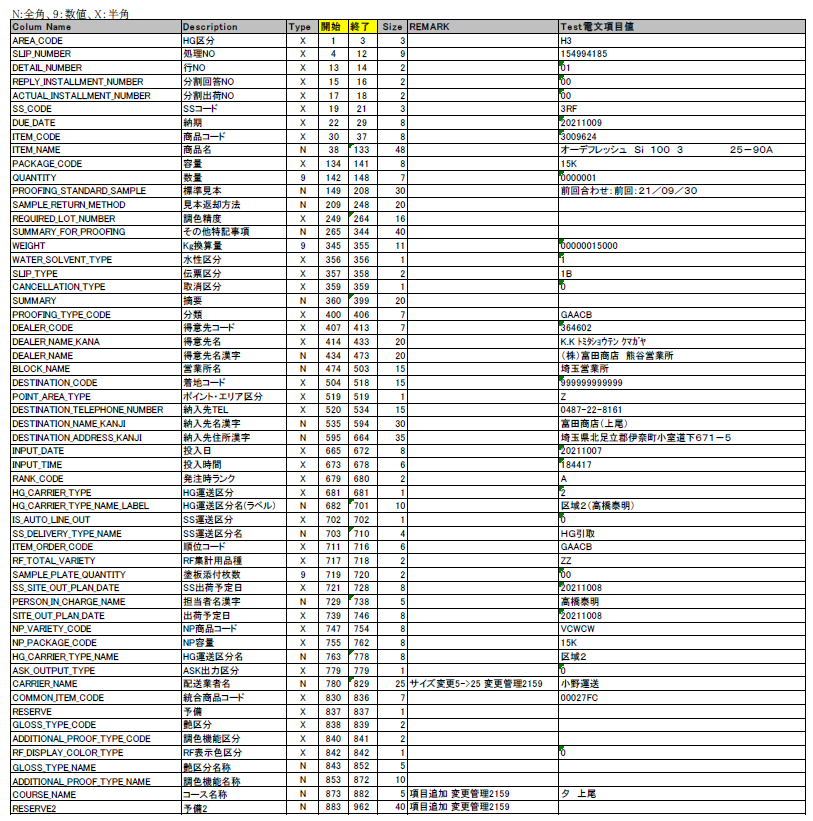 N:全角、9:数値、X:半角
Colum Name Description Type 開始 終了 Size REMARK Test電文項目値
AREA_CODE HG区分 X 1 3 3 H3
SLIP_NUMBER 処理NO X 4 12 9 154994185
DETAIL_NUMBER 行NO X 13 14 2 01
REPLY_INSTALLMENT_NUMBER 分割回答NO X 15 16 2 00
ACTUAL_INSTALLMENT_NUMBER 分割出荷NO X 17 18 2 00
SS_CODE SSコード X 19 21 3 3RF
DUE_DATE 納期 X 22 29 8 20211009
ITEM_CODE 商品コード X 30 37 8 3009624
ITEM_NAME 商品名 N 38 133 48 オーデフレッシュ Si 100 3 25-90A
PACKAGE_CODE 容量 X 134 141 8 15K
QUANTITY 数量 9 142 148 7 0000001
PROOFING_STANDARD_SAMPLE 標準見本 N 149 208 30 前回合わせ:前回:21/09/30
SAMPLE_RETURN_METHOD 見本返却方法 N 209 248 20
REQUIRED_LOT_NUMBER 調色精度 X 249 264 16
SUMMARY_FOR_PROOFING その他特記事項 N 265 344 40
WEIGHT Kg換算量 9 345 355 11 00000015000
WATER_SOLVENT_TYPE 水性区分 X 356 356 1 1
SLIP_TYPE 伝票区分 X 357 358 2 1B
CANCELLATION_TYPE 取消区分 X 359 359 1 0
SUMMARY 摘要 N 360 399 20
PROOFING_TYPE_CODE 分類 X 400 406 7 GAACB
DEALER_CODE 得意先コード X 407 413 7 364602
DEALER_NAME_KANA 得意先名 X 414 433 20 K.K ﾄﾐﾀｼｮｳﾃﾝ ｸﾏｶﾞﾔ
DEALER_NAME 得意先名漢字 N 434 473 20 (株)富田商店 熊谷営業所
BLOCK_NAME 営業所名 N 474 503 15 埼玉営業所
DESTINATION_CODE 着地コード X 504 518 15 999999999999
POINT_AREA_TYPE ポイント・エリア区分 X 519 519 1 Z
DESTINATION_TELEPHONE_NUMBER 納入先TEL X 520 534 15 0487-22-8161
DESTINATION_NAME_KANJI 納入先名漢字 N 535 594 30 富田商店(上尾)
DESTINATION_ADDRESS_KANJI 納入先住所漢字 N 595 664 35 埼玉県北足立郡伊奈町小室道下671-5
INPUT_DATE 投入日 X 665 672 8 20211007
INPUT_TIME 投入時間 X 673 678 6 184417
RANK_CODE 発注時ランク X 679 680 2 A
HG_CARRIER_TYPE HG運送区分 X 681 681 1 2
HG_CARRIER_TYPE_NAME_LABEL HG運送区分名(ラベル) N 682 701 10 区域2(高橋泰明)
IS_AUTO_LINE_OUT SS運送区分 X 702 702 1 0
SS_DELIVERY_TYPE_NAME SS運送区分名 N 703 710 4 HG引取
ITEM_ORDER_CODE 順位コード X 711 716 6 GAACB
RF_TOTAL_VARIETY RF集計用品種 X 717 718 2 ZZ
SAMPLE_PLATE_QUANTITY 塗板添付枚数 9 719 720 2 00
SS_SITE_OUT_PLAN_DATE SS出荷予定日 X 721 728 8 20211008
PERSON_IN_CHARGE_NAME 担当者名漢字 N 729 738 5 高橋泰明
SITE_OUT_PLAN_DATE 出荷予定日 X 739 746 8 20211008
NP_VARIETY_CODE NP商品コード X 747 754 8 VCWCW
NP_PACKAGE_CODE NP容量 X 755 762 8 15K
HG_CARRIER_TYPE_NAME HG運送区分名 N 763 778 8 区域2
ASK_OUTPUT_TYPE ASK出力区分 X 779 779 1 0
CARRIER_NAME 配送業者名 N 780 829 25 サイズ変更5->25 変更管理2159 小野運送
COMMON_ITEM_CODE 統合商品コード X 830 836 7 00027FC
RESERVE 予備 X 837 837 1
GLOSS_TYPE_CODE 艶区分 X 838 839 2
ADDITIONAL_PROOF_TYPE_CODE 調色機能区分 X 840 841 2
RF_DISPLAY_COLOR_TYPE RF表示色区分 X 842 842 1 0
GLOSS_TYPE_NAME 艶区分名称 N 843 852 5
ADDITIONAL_PROOF_TYPE_NAME 調色機能名称 N 853 872 10
COURSE_NAME コース名称 N 873 882 5 項目追加 変更管理2159 夕 上尾
RESERVE2 予備2 N 883 962 40 項目追加 変更管理2159